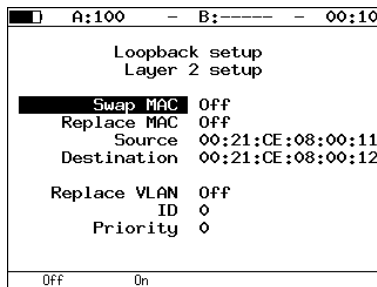 A:100 – B:----- – 00:10
Loopback setup
Layer 2 setup
Swap MAC Off
Replace MAC Off
Source 00:21:CE:08:00:11
Destination 00:21:CE:08:00:12
Replace VLAN Off
ID 0
Priority 0
Off On